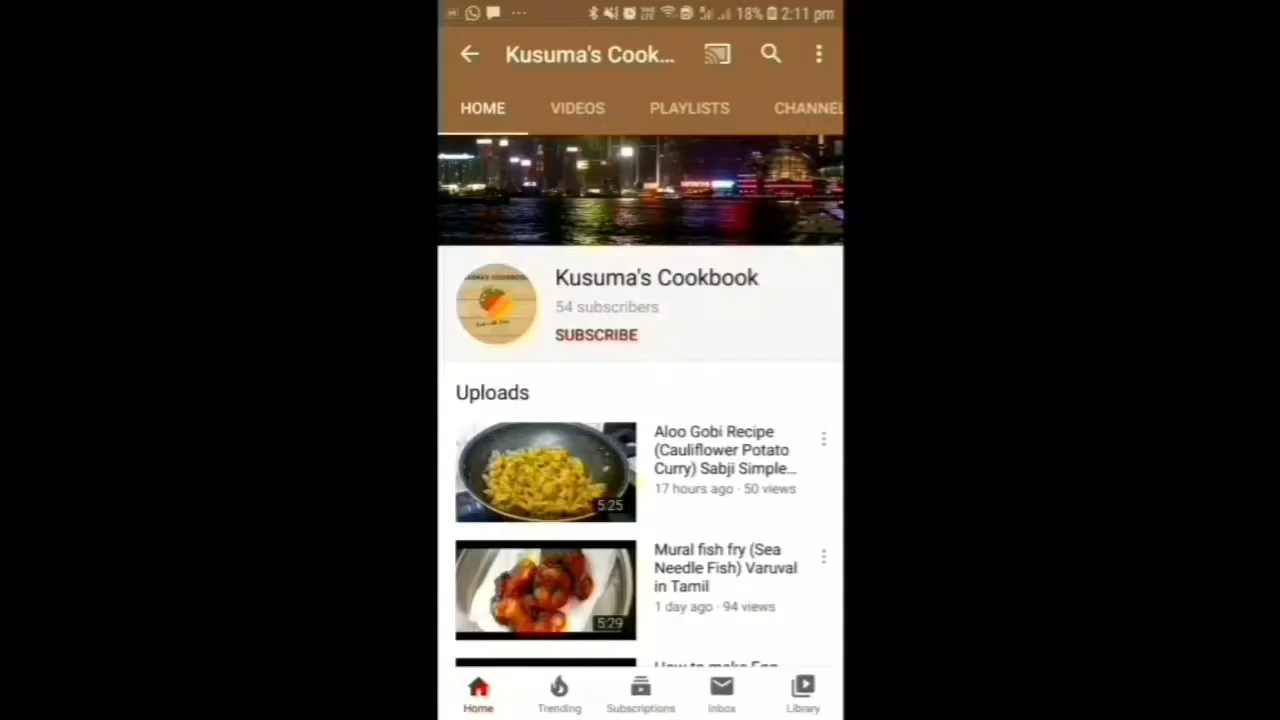 18% 2:11 pm
Kusuma's Cook...
HOME VIDEOS PLAYLISTS CHANNEL
Kusuma's Cookbook
54 subscribers
SUBSCRIBE
Uploads
Aloo Gobi Recipe
(Cauliflower Potato
Curry) Sabji Simple...
17 hours ago · 50 views
5:25
Mural fish fry (Sea
Needle Fish) Varuval
in Tamil
1 day ago · 94 views
5:29
Home Trending Subscriptions Inbox Library